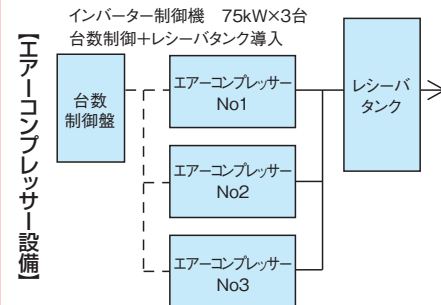 インバーター制御機　75kW×3台
台数制御+レシーバタンク導入
【エアーコンプレッサー設備】
台数
制御盤
エアーコンプレッサー
No1
エアーコンプレッサー
No2
エアーコンプレッサー
No3
レシーバ
タンク